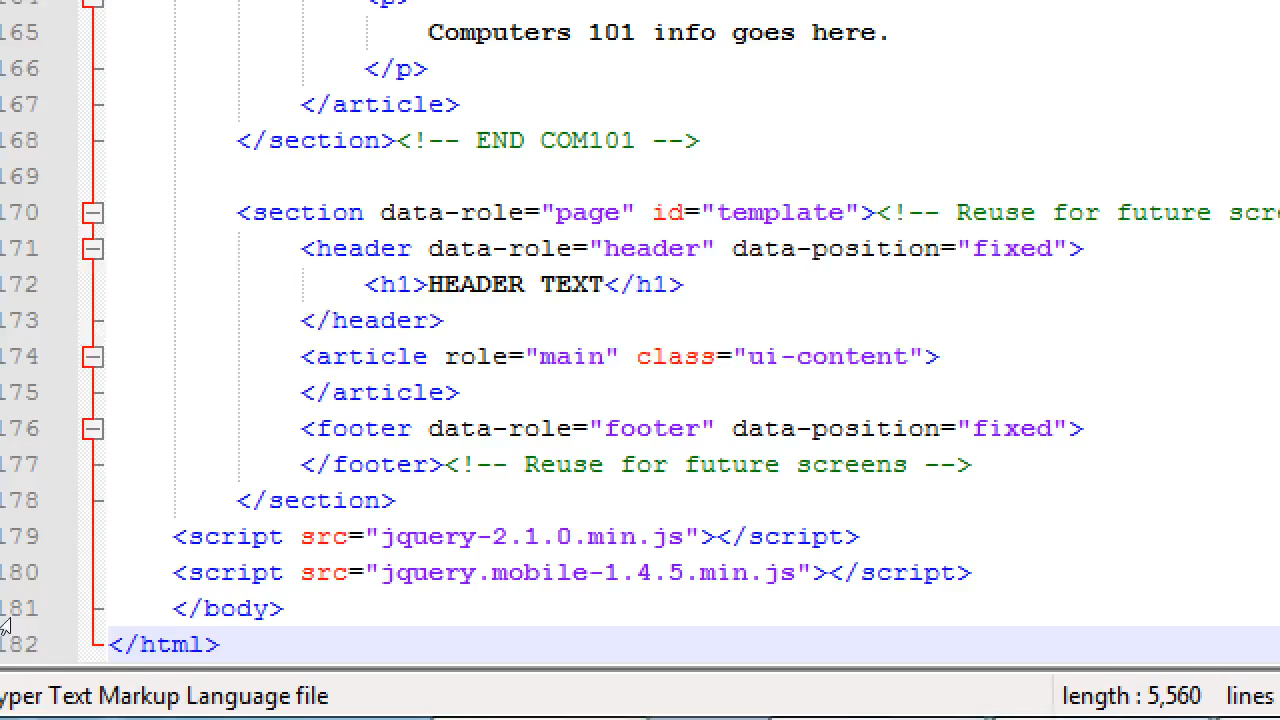 <p>
165 Computers 101 info goes here.
166 </p>
167 </article>
168 </section><!-- END COM101 -->
169
170 <section data-role="page" id="template"><!-- Reuse for future
171 <header data-role="header" data-position="fixed">
172 <h1>HEADER TEXT</h1>
173 </header>
174 <article role="main" class="ui-content">
175 </article>
176 <footer data-role="footer" data-position="fixed">
177 </footer><!-- Reuse for future screens -->
178 </section>
179 <script src="jquery-2.1.0.min.js"></script>
180 <script src="jquery.mobile-1.4.5.min.js"></script>
181 </body>
182 </html>
yper Text Markup Language file length : 5,560 lines